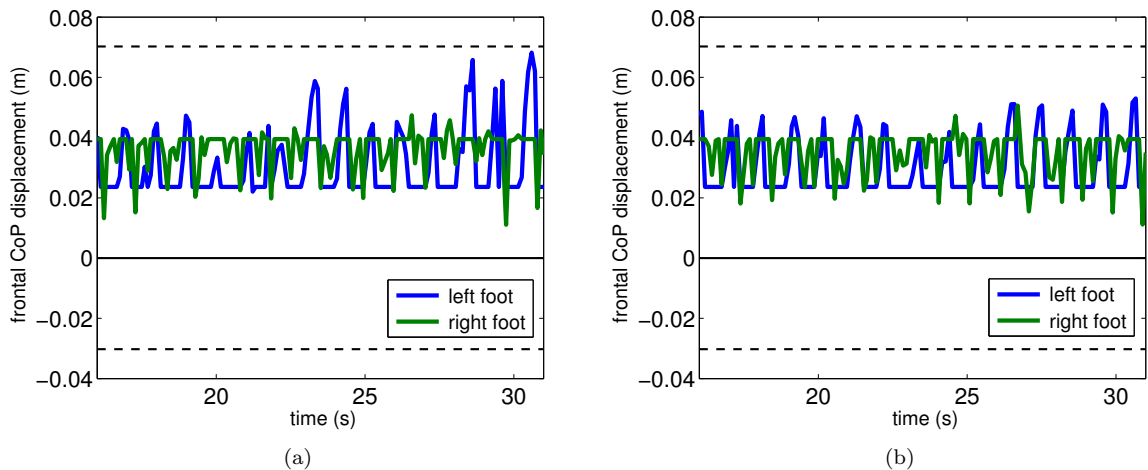 0.08
0.06
0.04
0.02
0
−0.02
−0.04
frontal CoP displacement (m)
left foot
right foot
20
25
30
time (s)
(a)
0.08
0.06
0.04
0.02
0
−0.02
−0.04
frontal CoP displacement (m)
left foot
right foot
20
25
30
time (s)
(b)